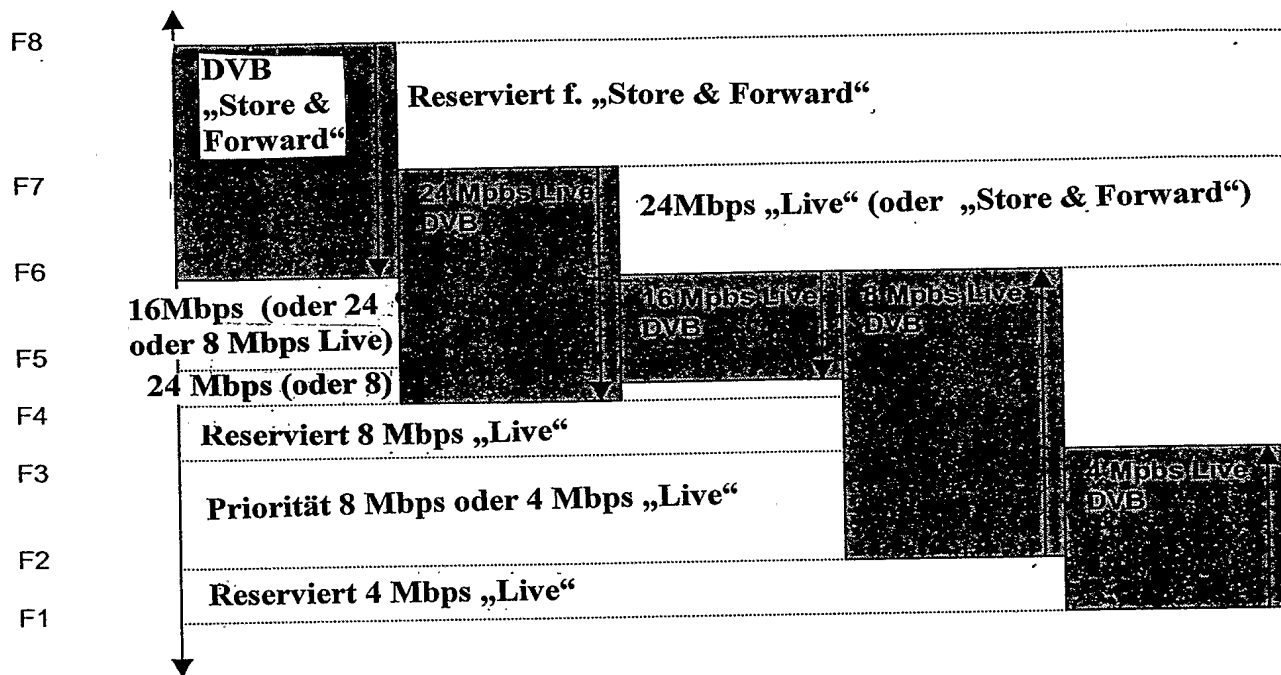 F8
DVB
„Store &
Forward“
Reserviert f. „Store & Forward“
F7
24 Mpbs Live
DVB
24Mbps „Live“ (oder „Store & Forward“)
F6
16Mbps (oder 24
oder 8 Mbps Live)
16 Mpbs Live
DVB
8 Mpbs Live
DVB
F5
24 Mbps (oder 8)
F4
Reserviert 8 Mbps „Live“
F3
Priorität 8 Mbps oder 4 Mbps „Live“
4 Mpbs Live
DVB
F2
Reserviert 4 Mbps „Live“
F1